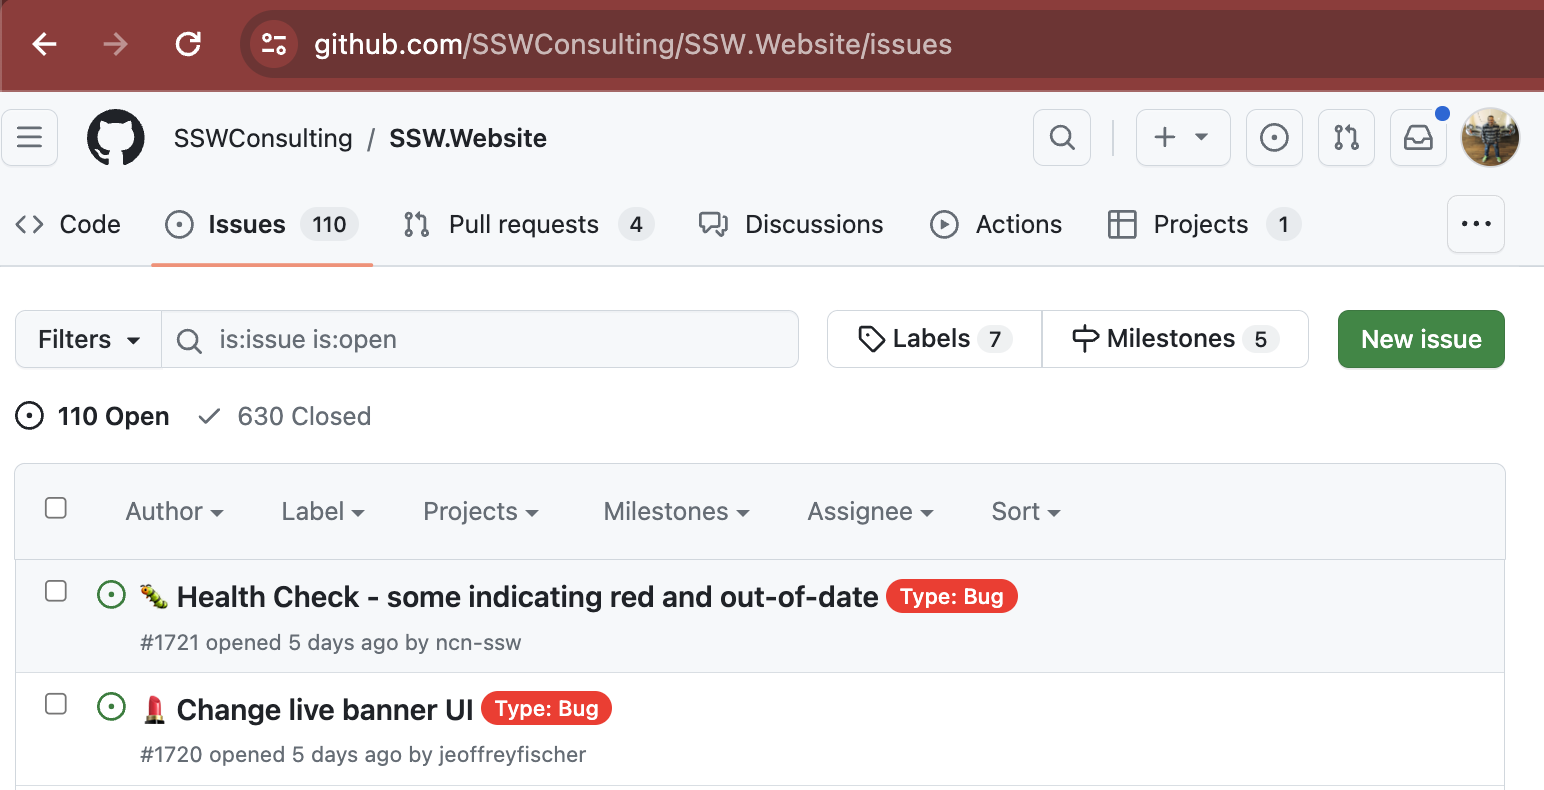 github.com/SSWConsulting/SSW.Website/issues
SSWConsulting / SSW.Website
Code Issues 110 Pull requests 4 Discussions Actions Projects 1
Filters is:issue is:open Labels 7 Milestones 5 New issue
110 Open 630 Closed
Author Label Projects Milestones Assignee Sort
🐛 Health Check - some indicating red and out-of-date Type: Bug
#1721 opened 5 days ago by ncn-ssw
💄 Change live banner UI Type: Bug
#1720 opened 5 days ago by jeoffreyfischer